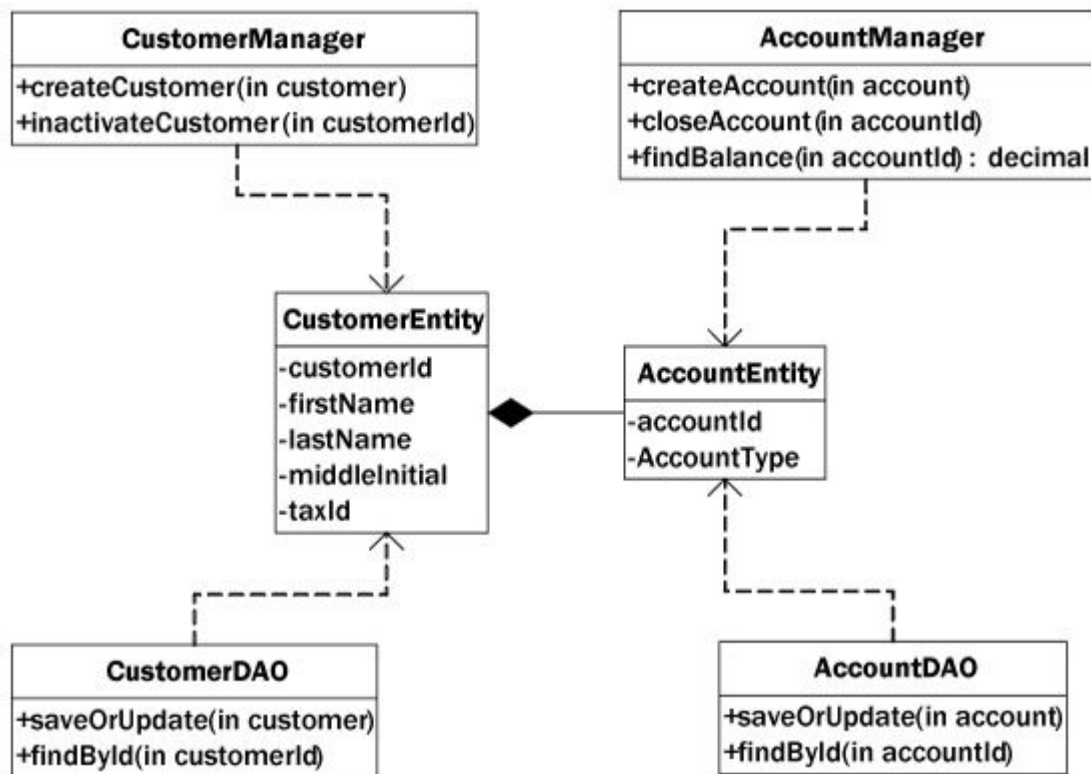 CustomerManager
+createCustomer(in customer)
+inactivateCustomer(in customerId)
AccountManager
+createAccount(in account)
+closeAccount(in accountId)
+findBalance(in accountId) : decimal
CustomerEntity
-customerId
-firstName
-lastName
-middleInitial
-taxId
AccountEntity
-accountId
-AccountType
CustomerDAO
+saveOrUpdate(in customer)
+findById(in customerId)
AccountDAO
+saveOrUpdate(in account)
+findById(in accountId)